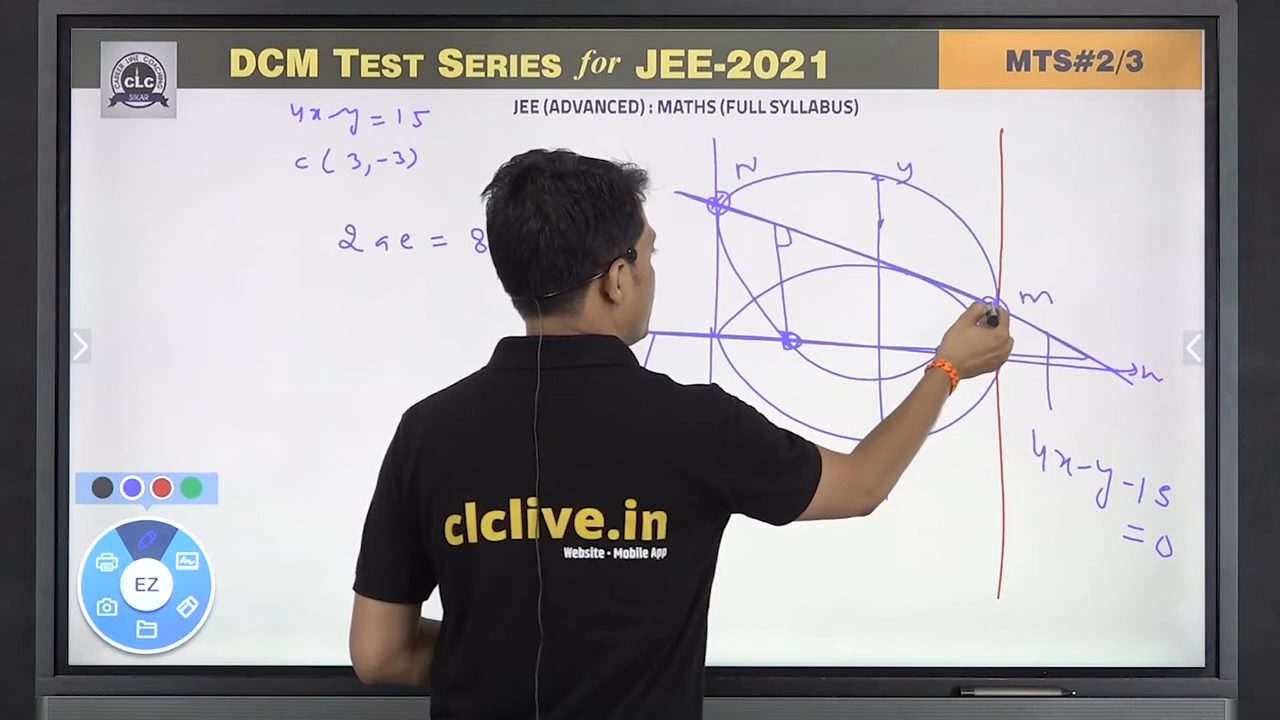 DCM TEST SERIES for JEE-2021
MTS#2/3
CAREER LINE COACHING
CLC
SIKAR
JEE (ADVANCED) : MATHS (FULL SYLLABUS)
4x-y=15
c(3,-3)
2ae = 8
N
y
m
x
4x-y-15
=0
EZ
clclive.in
Website - Mobile App